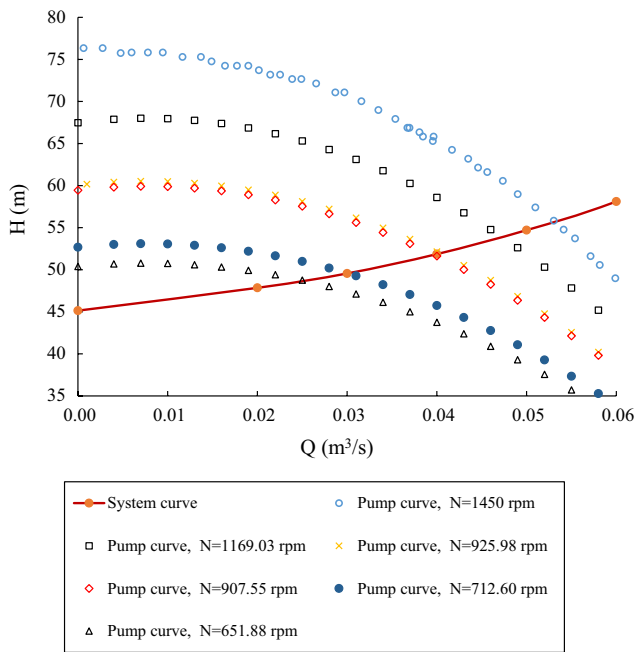 80
75
70
65
60
55
50
45
40
35
H (m)
0.00 0.01 0.02 0.03 0.04 0.05 0.06
Q (m³/s)
System curve
Pump curve, N=1450 rpm
Pump curve, N=1169.03 rpm
Pump curve, N=925.98 rpm
Pump curve, N=907.55 rpm
Pump curve, N=712.60 rpm
Pump curve, N=651.88 rpm